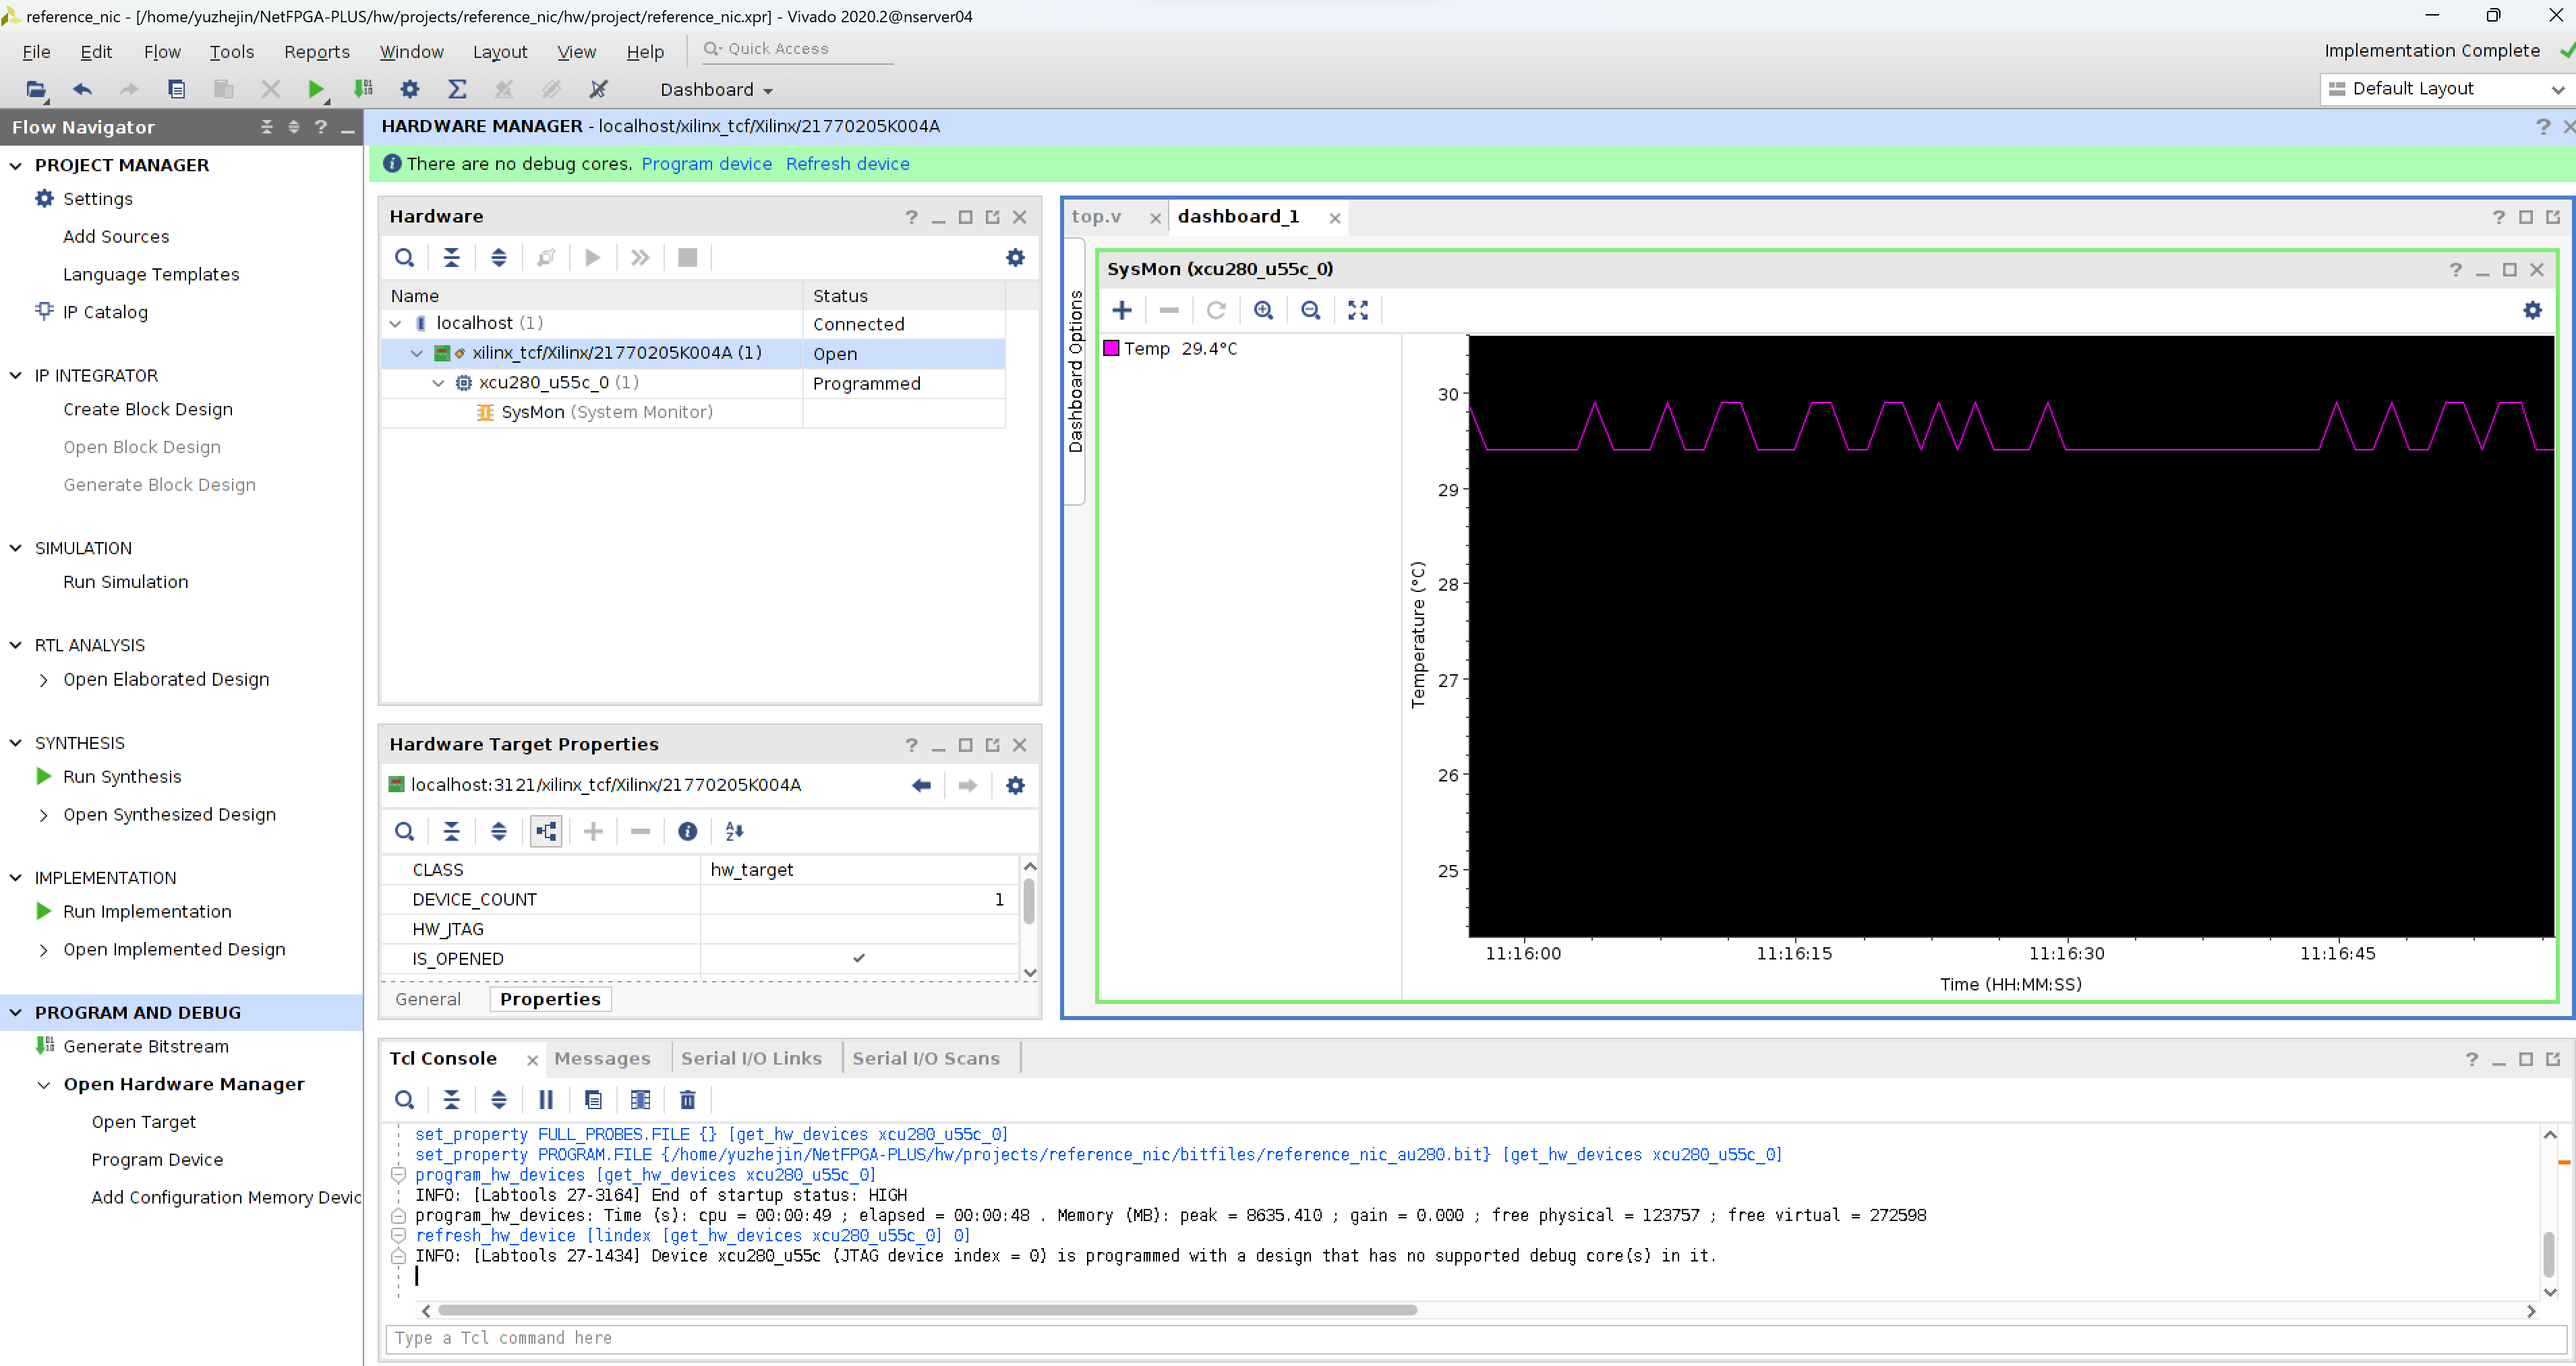 reference_nic - [/home/yuzhejin/NetFPGA-PLUS/hw/projects/reference_nic/hw/project/reference_nic.xpr] - Vivado 2020.2@nserver04
File Edit Flow Tools Reports Window Layout View Help Quick Access
Implementation Complete
Dashboard
Default Layout
Flow Navigator
PROJECT MANAGER
Settings
Add Sources
Language Templates
IP Catalog
IP INTEGRATOR
Create Block Design
Open Block Design
Generate Block Design
SIMULATION
Run Simulation
RTL ANALYSIS
Open Elaborated Design
SYNTHESIS
Run Synthesis
Open Synthesized Design
IMPLEMENTATION
Run Implementation
Open Implemented Design
PROGRAM AND DEBUG
Generate Bitstream
Open Hardware Manager
Open Target
Program Device
Add Configuration Memory Devic
HARDWARE MANAGER - localhost/xilinx_tcf/Xilinx/21770205K004A
There are no debug cores. Program device Refresh device
Hardware
Name Status
localhost (1) Connected
xilinx_tcf/Xilinx/21770205K004A (1) Open
xcu280_u55c_0 (1) Programmed
SysMon (System Monitor)
Hardware Target Properties
localhost:3121/xilinx_tcf/Xilinx/21770205K004A
CLASS hw_target
DEVICE_COUNT 1
HW_JTAG
IS_OPENED
General Properties
top.v dashboard_1
Dashboard Options
SysMon (xcu280_u55c_0)
Temp 29.4°C
Temperature (°C)
30
29
28
27
26
25
11:16:00 11:16:15 11:16:30 11:16:45
Time (HH:MM:SS)
Tcl Console Messages Serial I/O Links Serial I/O Scans
set_property FULL_PROBES.FILE {} [get_hw_devices xcu280_u55c_0]
set_property PROGRAM.FILE {/home/yuzhejin/NetFPGA-PLUS/hw/projects/reference_nic/bitfiles/reference_nic_au280.bit} [get_hw_devices xcu280_u55c_0]
program_hw_devices [get_hw_devices xcu280_u55c_0]
INFO: [Labtools 27-3164] End of startup status: HIGH
program_hw_devices: Time (s): cpu = 00:00:49 ; elapsed = 00:00:48 . Memory (MB): peak = 8635.410 ; gain = 0.000 ; free physical = 123757 ; free virtual = 272598
refresh_hw_device [lindex [get_hw_devices xcu280_u55c_0] 0]
INFO: [Labtools 27-1434] Device xcu280_u55c (JTAG device index = 0) is programmed with a design that has no supported debug core(s) in it.
Type a Tcl command here